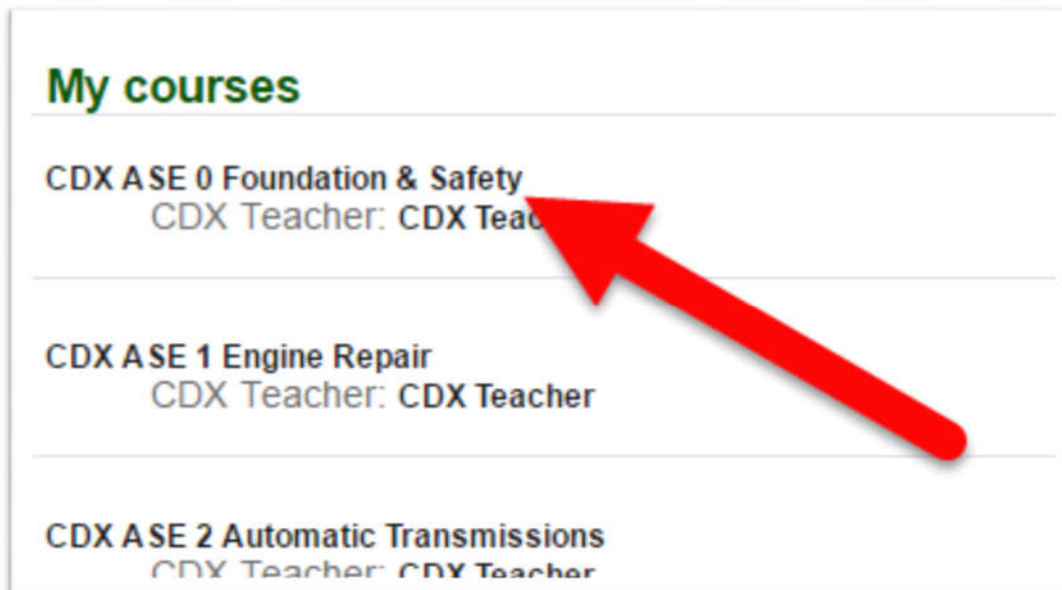 My courses
CDX ASE 0 Foundation & Safety
CDX Teacher: CDX
CDX ASE 1 Engine Repair
CDX Teacher: CDX Teacher
CDX ASE 2 Automatic Transmissions
CDX Teacher: CDX Teacher